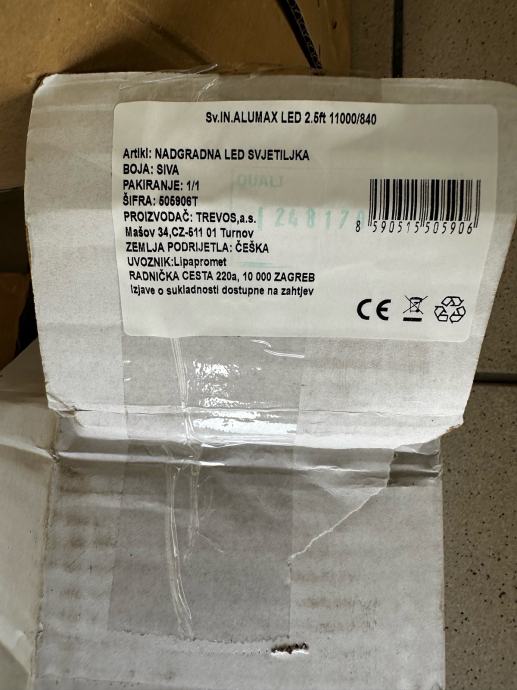 Sv.IN.ALUMAX LED 2.5ft 11000/840
Artikl: NADGRADNA LED SVJETILJKA
BOJA: SIVA
PAKIRANJE: 1/1
ŠIFRA: 505906T
PROIZVOĐAČ: TREVOS,a.s.
Mašov 34,CZ-511 01 Turnov
ZEMLJA PODRIJETLA: ČEŠKA
UVOZNIK:Lipapromet
RADNIČKA CESTA 220a, 10 000 ZAGREB
Izjave o sukladnosti dostupne na zahtjev
QUALI
24817
8 590515 505906
CE